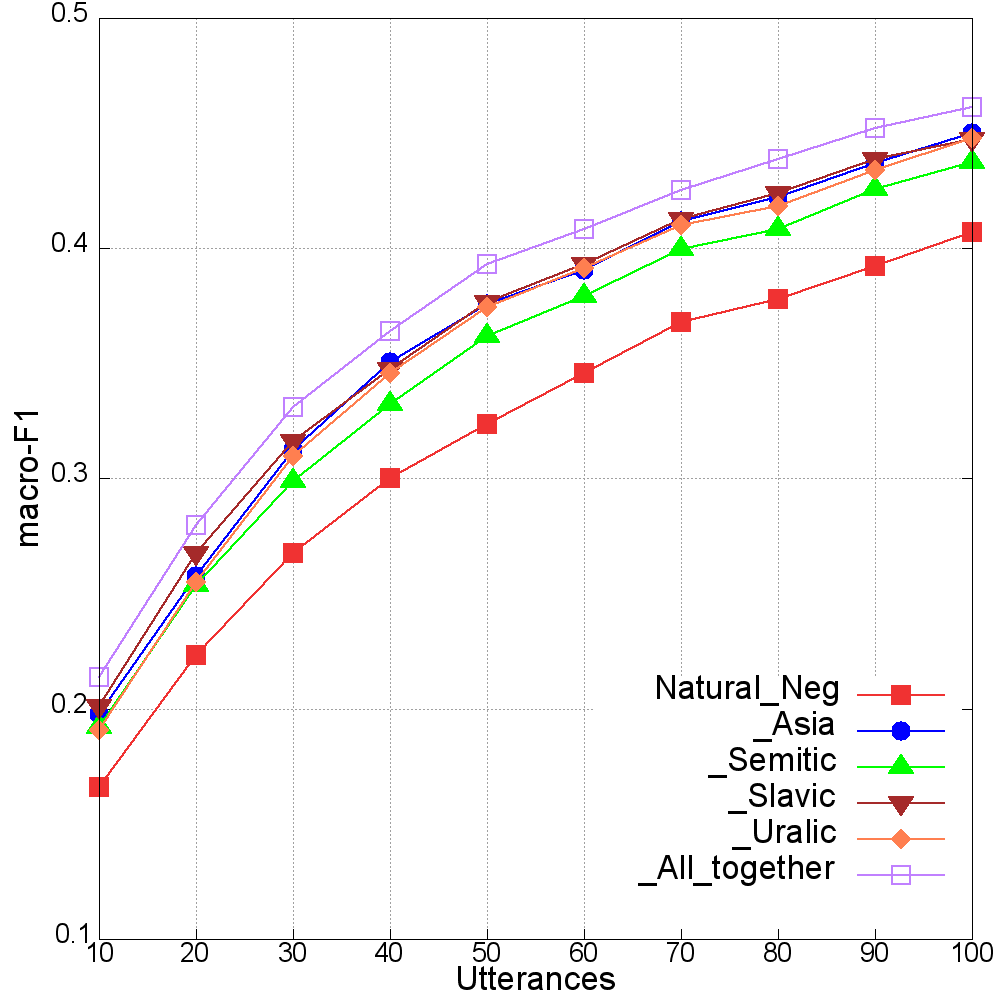 0.5
0.4
0.3
0.2
0.1
macro-F1
Natural_Neg
_Asia
_Semitic
_Slavic
_Uralic
_All_together
10 20 30 40 50 60 70 80 90 100
Utterances